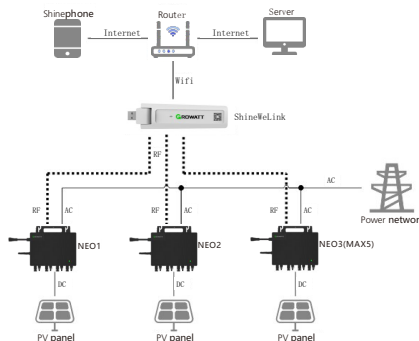 Shinephone
Router
Server
Internet
Internet
Wifi
GROWATT
ShineWeLink
RF
AC
RF
AC
RF
AC
RF
AC
Power network
NEO1
NEO2
NEO3(MAX5)
DC
DC
DC
PV panel
PV panel
PV panel